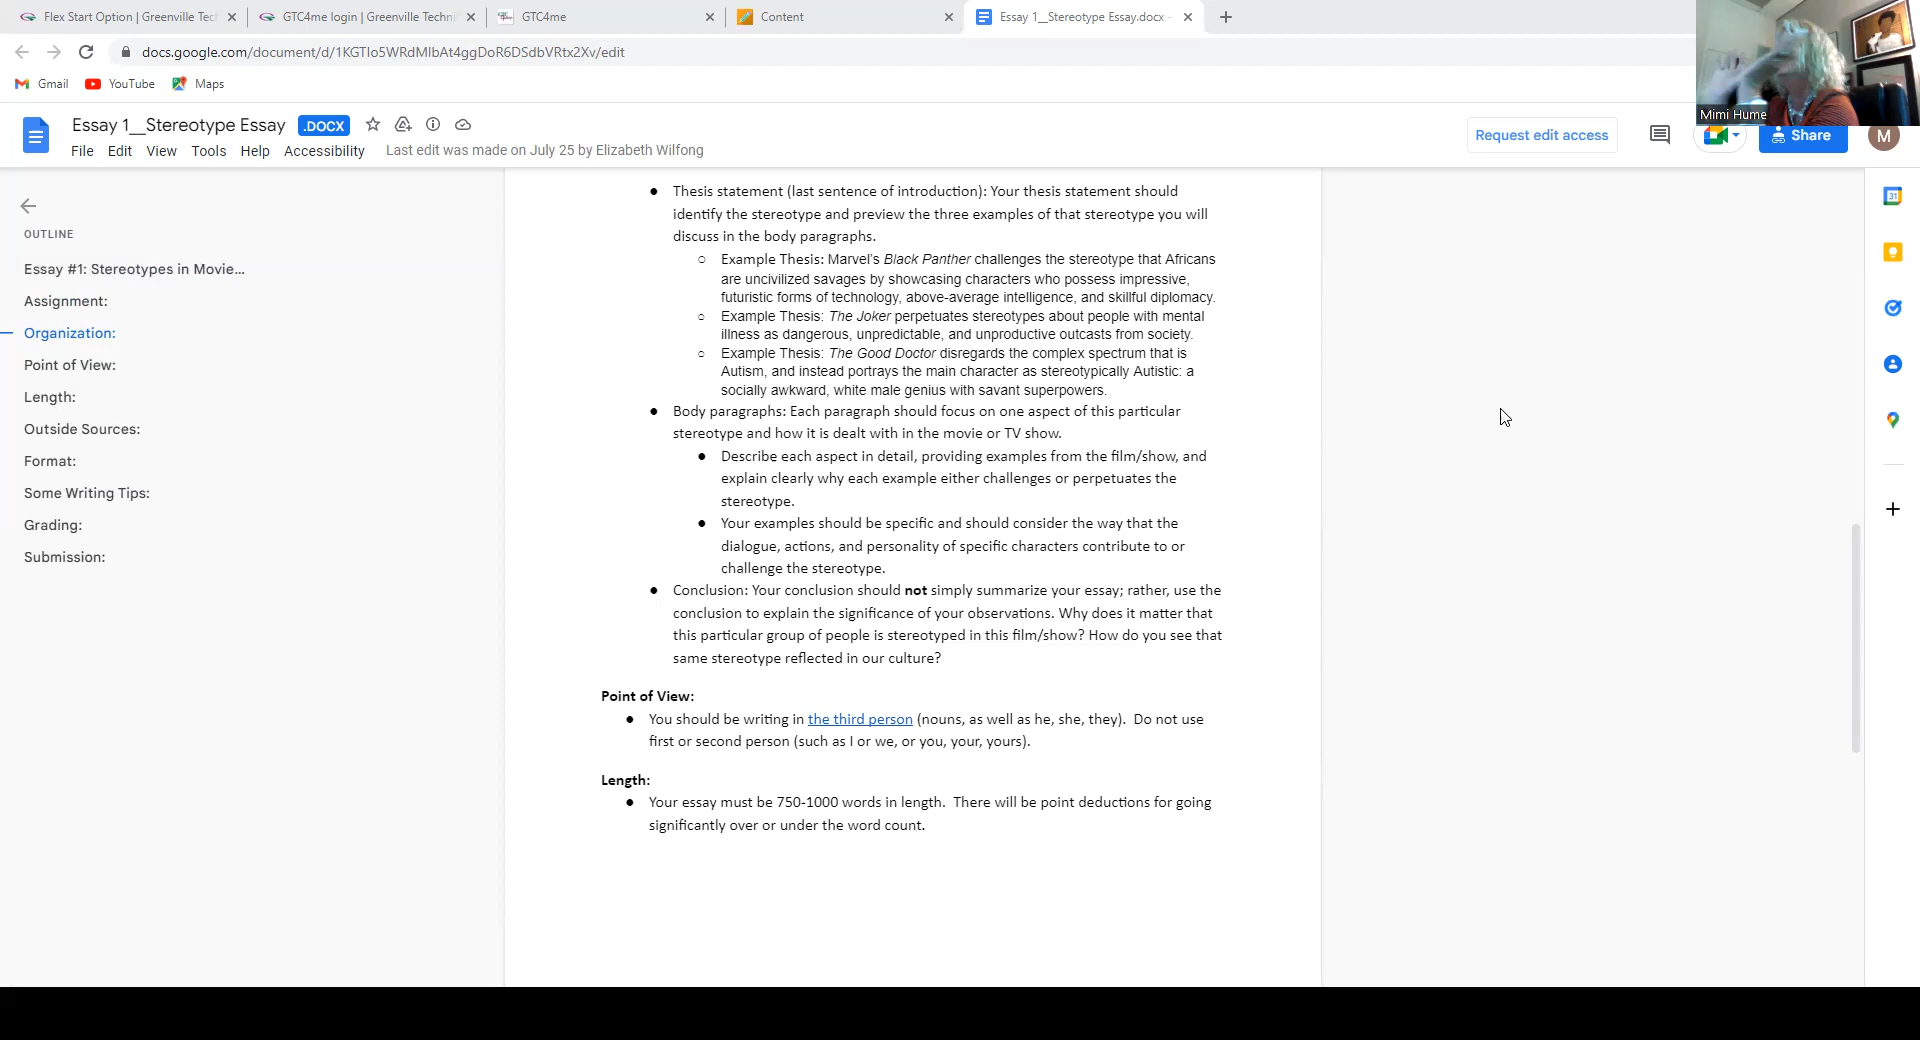 Flex Start Option | Greenville Tec
GTC4me login | Greenville Techni
GTC4me
Content
Essay 1__Stereotype Essay.docx -
docs.google.com/document/d/1KGTIo5WRdMlbAt4ggDoR6DSdbVRtx2Xv/edit
Gmail
YouTube
Maps
Mimi Hume
Essay 1__Stereotype Essay .DOCX
File Edit View Tools Help Accessibility Last edit was made on July 25 by Elizabeth Wilfong
Request edit access
Share
M
OUTLINE
Essay #1: Stereotypes in Movie...
Assignment:
Organization:
Point of View:
Length:
Outside Sources:
Format:
Some Writing Tips:
Grading:
Submission:
● Thesis statement (last sentence of introduction): Your thesis statement should
identify the stereotype and preview the three examples of that stereotype you will
discuss in the body paragraphs.
○ Example Thesis: Marvel's Black Panther challenges the stereotype that Africans
are uncivilized savages by showcasing characters who possess impressive,
futuristic forms of technology, above-average intelligence, and skillful diplomacy.
○ Example Thesis: The Joker perpetuates stereotypes about people with mental
illness as dangerous, unpredictable, and unproductive outcasts from society.
○ Example Thesis: The Good Doctor disregards the complex spectrum that is
Autism, and instead portrays the main character as stereotypically Autistic: a
socially awkward, white male genius with savant superpowers.
● Body paragraphs: Each paragraph should focus on one aspect of this particular
stereotype and how it is dealt with in the movie or TV show.
● Describe each aspect in detail, providing examples from the film/show, and
explain clearly why each example either challenges or perpetuates the
stereotype.
● Your examples should be specific and should consider the way that the
dialogue, actions, and personality of specific characters contribute to or
challenge the stereotype.
● Conclusion: Your conclusion should not simply summarize your essay; rather, use the
conclusion to explain the significance of your observations. Why does it matter that
this particular group of people is stereotyped in this film/show? How do you see that
same stereotype reflected in our culture?
Point of View:
● You should be writing in the third person (nouns, as well as he, she, they). Do not use
first or second person (such as I or we, or you, your, yours).
Length:
● Your essay must be 750-1000 words in length. There will be point deductions for going
significantly over or under the word count.
31